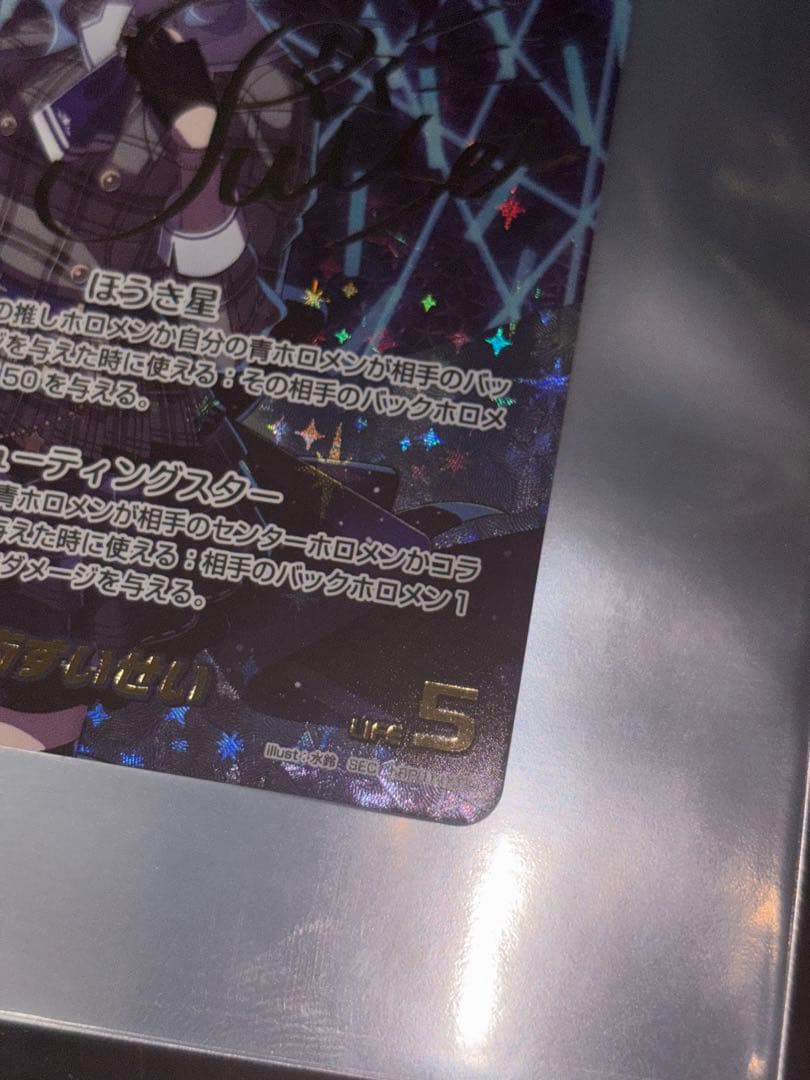 Suisei
ほうき星
の推しホロメンか自分の青ホロメンが相手のバッ
ジを与えた時に使える：その相手のバックホロメ
50を与える。
ューティングスター
青ホロメンが相手のセンターホロメンかコラ
与えた時に使える：相手のバックホロメン1
ダメージを与える。
すいせい
LIFE 5
illust：水鈴 SEC